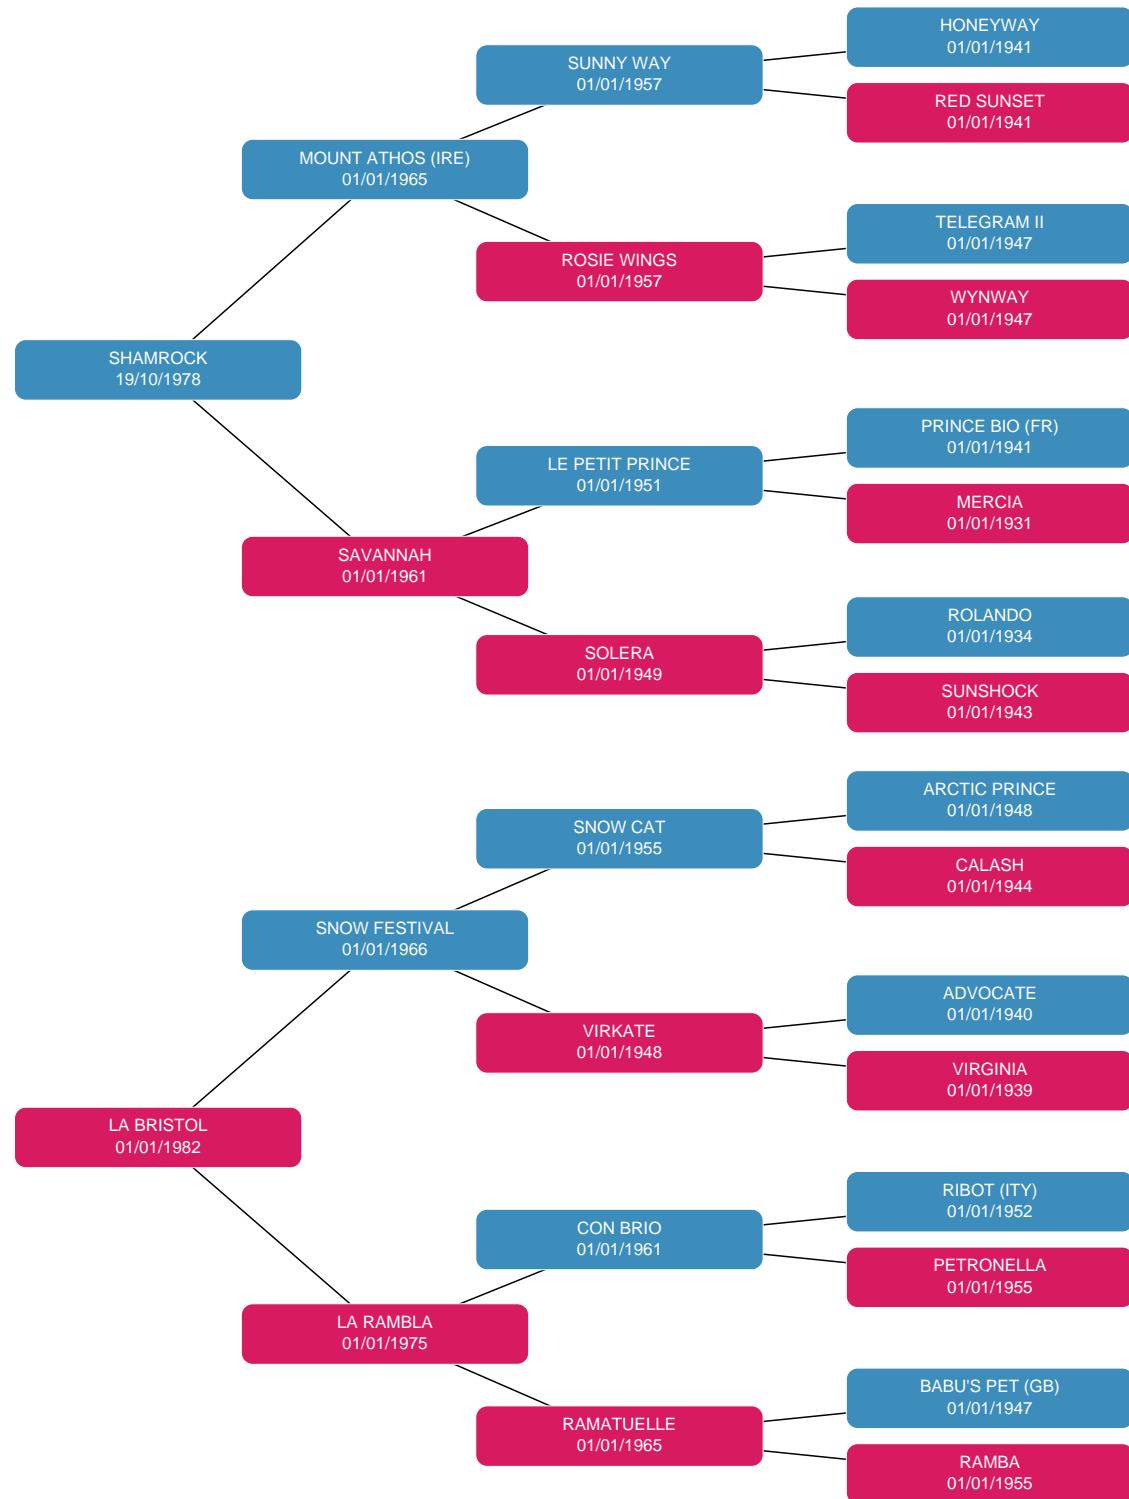 HONEYWAY
01/01/1941
SUNNY WAY
01/01/1957
RED SUNSET
01/01/1941
MOUNT ATHOS (IRE)
01/01/1965
TELEGRAM II
01/01/1947
ROSIE WINGS
01/01/1957
WYNWAY
01/01/1947
SHAMROCK
19/10/1978
PRINCE BIO (FR)
01/01/1941
LE PETIT PRINCE
01/01/1951
MERCIA
01/01/1931
SAVANNAH
01/01/1961
ROLANDO
01/01/1934
SOLERA
01/01/1949
SUNSHOCK
01/01/1943
ARCTIC PRINCE
01/01/1948
SNOW CAT
01/01/1955
CALASH
01/01/1944
SNOW FESTIVAL
01/01/1966
ADVOCATE
01/01/1940
VIRKATE
01/01/1948
VIRGINIA
01/01/1939
LA BRISTOL
01/01/1982
RIBOT (ITY)
01/01/1952
CON BRIO
01/01/1961
PETRONELLA
01/01/1955
LA RAMBLA
01/01/1975
BABU'S PET (GB)
01/01/1947
RAMATUELLE
01/01/1965
RAMBA
01/01/1955